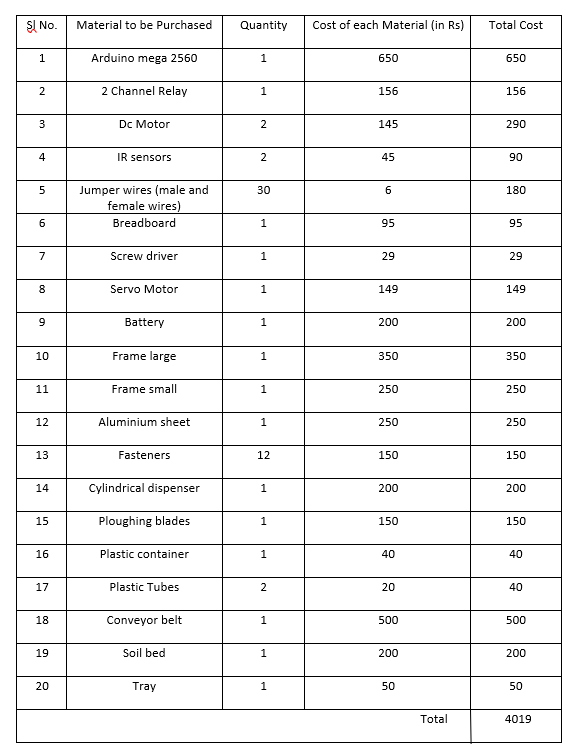 Sl No. Material to be Purchased Quantity Cost of each Material (in Rs) Total Cost
1 Arduino mega 2560 1 650 650
2 2 Channel Relay 1 156 156
3 Dc Motor 2 145 290
4 IR sensors 2 45 90
5 Jumper wires (male and 30 6 180
female wires)
6 Breadboard 1 95 95
7 Screw driver 1 29 29
8 Servo Motor 1 149 149
9 Battery 1 200 200
10 Frame large 1 350 350
11 Frame small 1 250 250
12 Aluminium sheet 1 250 250
13 Fasteners 12 150 150
14 Cylindrical dispenser 1 200 200
15 Ploughing blades 1 150 150
16 Plastic container 1 40 40
17 Plastic Tubes 2 20 40
18 Conveyor belt 1 500 500
19 Soil bed 1 200 200
20 Tray 1 50 50
Total 4019